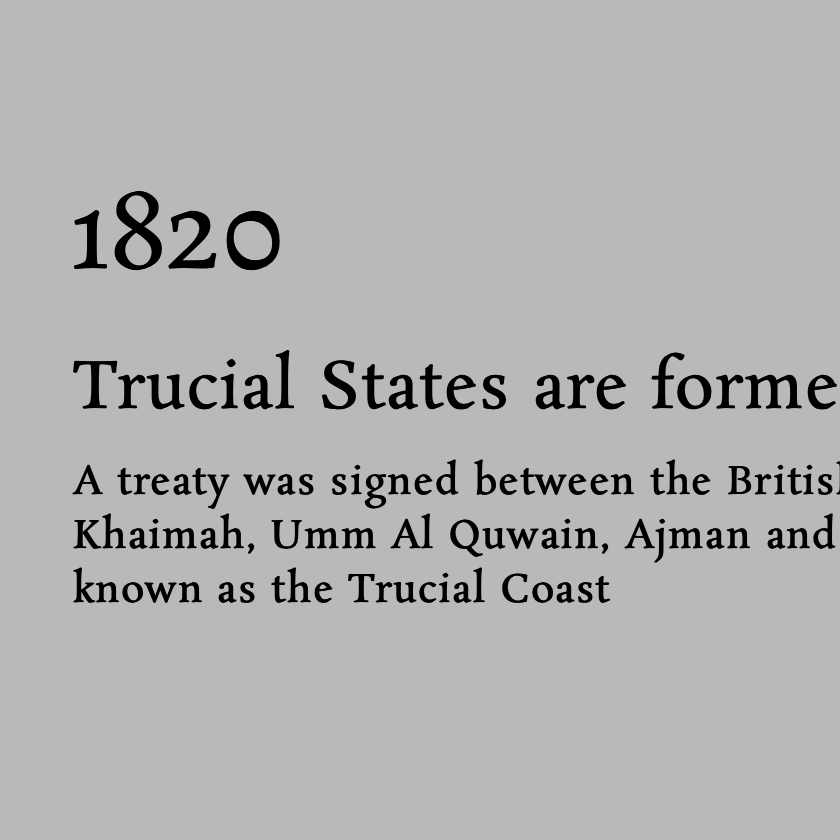 1820
Trucial States are forme
A treaty was signed between the British
Khaimah, Umm Al Quwain, Ajman and
known as the Trucial Coast